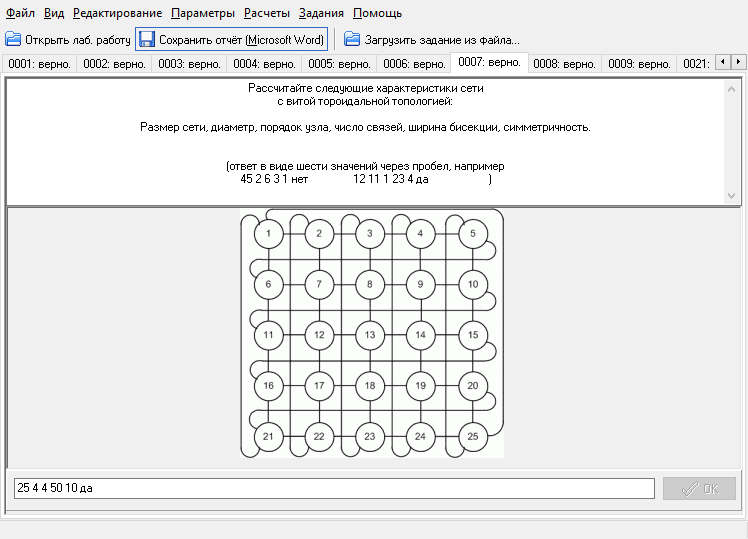 Файл Вид Редактирование Параметры Расчеты Задания Помощь
Открыть лаб. работу Сохранить отчёт (Microsoft Word) Загрузить задание из файла...
0001: верно. 0002: верно. 0003: верно. 0004: верно. 0005: верно. 0006: верно. 0007: верно. 0008: верно. 0009: верно. 0021:
Рассчитайте следующие характеристики сети
с витой тороидальной топологией:
Размер сети, диаметр, порядок узла, число связей, ширина бисекции, симметричность.
(ответ в виде шести значений через пробел, например
45 2 6 3 1 нет 12 11 1 23 4 да )
1 2 3 4 5
6 7 8 9 10
11 12 13 14 15
16 17 18 19 20
21 22 23 24 25
25 4 4 50 10 да
OK